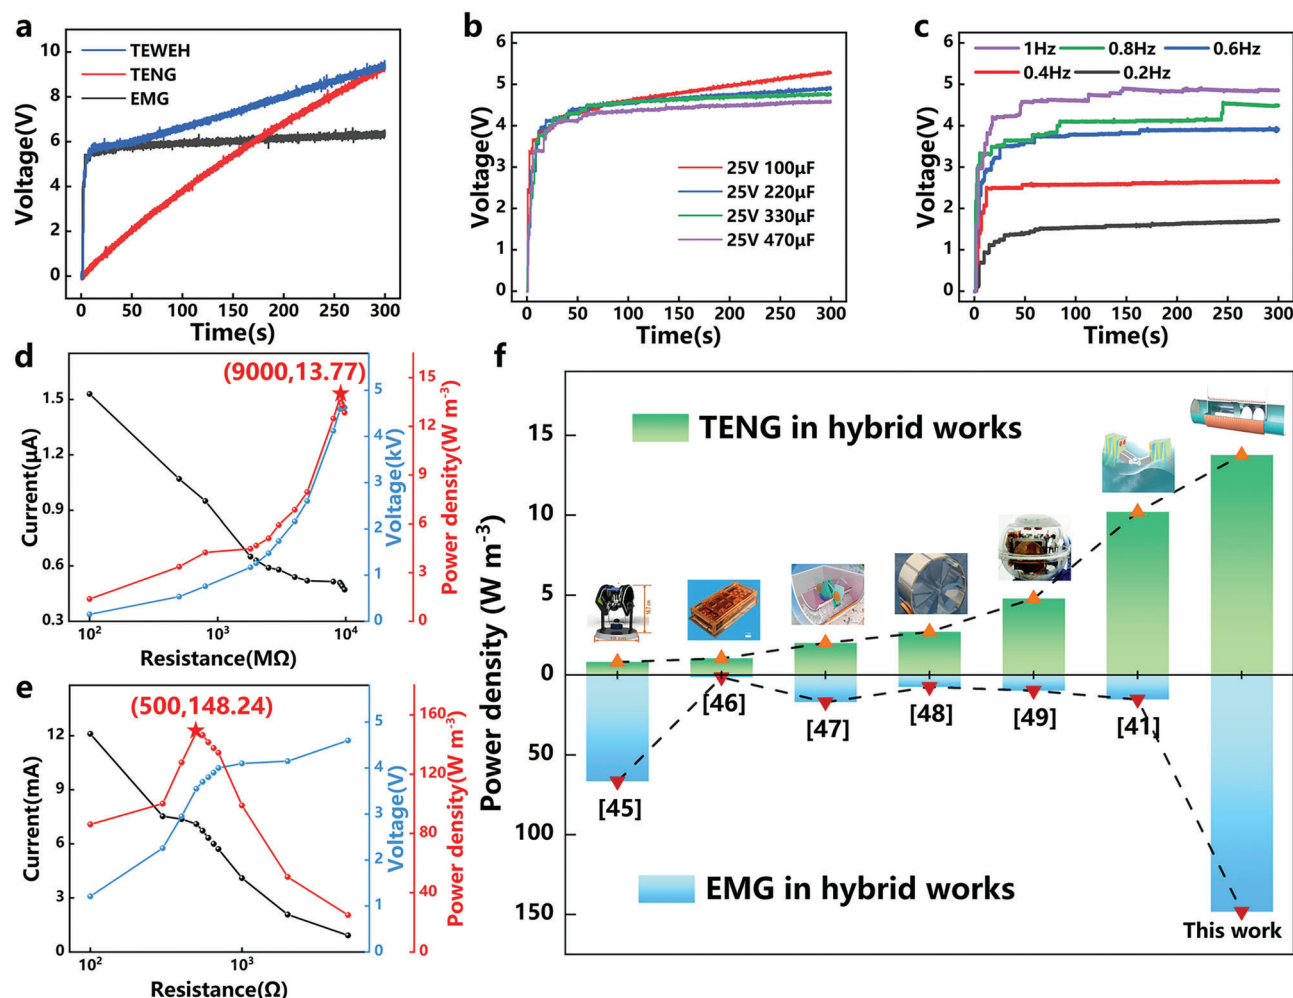 a
10
8
6
4
2
0
Voltage(V)
TEWEH
TENG
EMG
0 50 100 150 200 250 300
Time(s)
b
6
5
4
3
2
1
0
Voltage(V)
25V 100μF
25V 220μF
25V 330μF
25V 470μF
0 50 100 150 200 250 300
Time(s)
c
6
5
4
3
2
1
0
Voltage(V)
1Hz 0.8Hz 0.6Hz
0.4Hz 0.2Hz
0 50 100 150 200 250 300
Time(s)
d
(9000,13.77)
1.5
1.2
0.9
0.6
0.3
Current(μA)
5
4
3
2
1
0
Voltage(kV)
15
12
9
6
3
0
Power density(W m⁻³)
10² 10³ 10⁴
Resistance(MΩ)
e
(500,148.24)
12
9
6
3
0
Current(mA)
5
4
3
2
1
0
Voltage(V)
160
120
80
40
0
Power density(W m⁻³)
10² 10³
Resistance(Ω)
f
TENG in hybrid works
15
10
5
0
50
100
150
Power density (W m⁻³)
[45]
[46]
[47]
[48]
[49]
[41]
This work
EMG in hybrid works